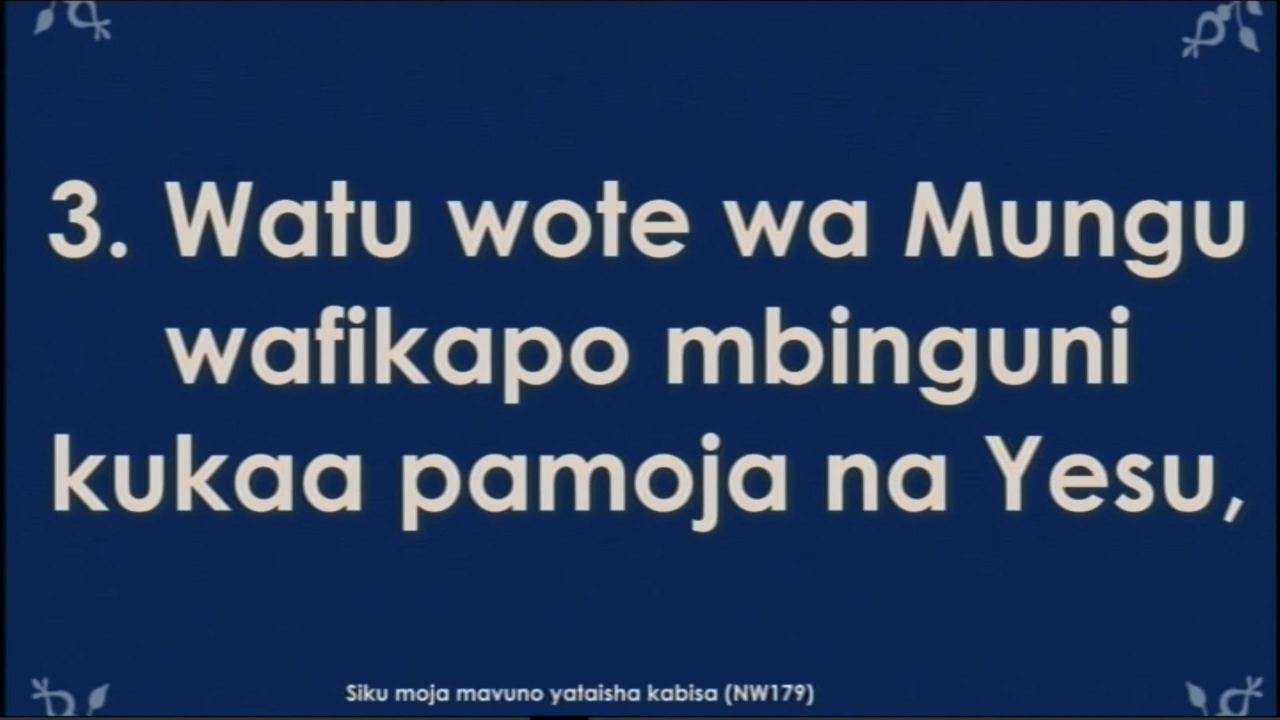 3. Watu wote wa Mungu
wafikapo mbinguni
kukaa pamoja na Yesu,
Siku moja mavuno yataisha kabisa (NW179)